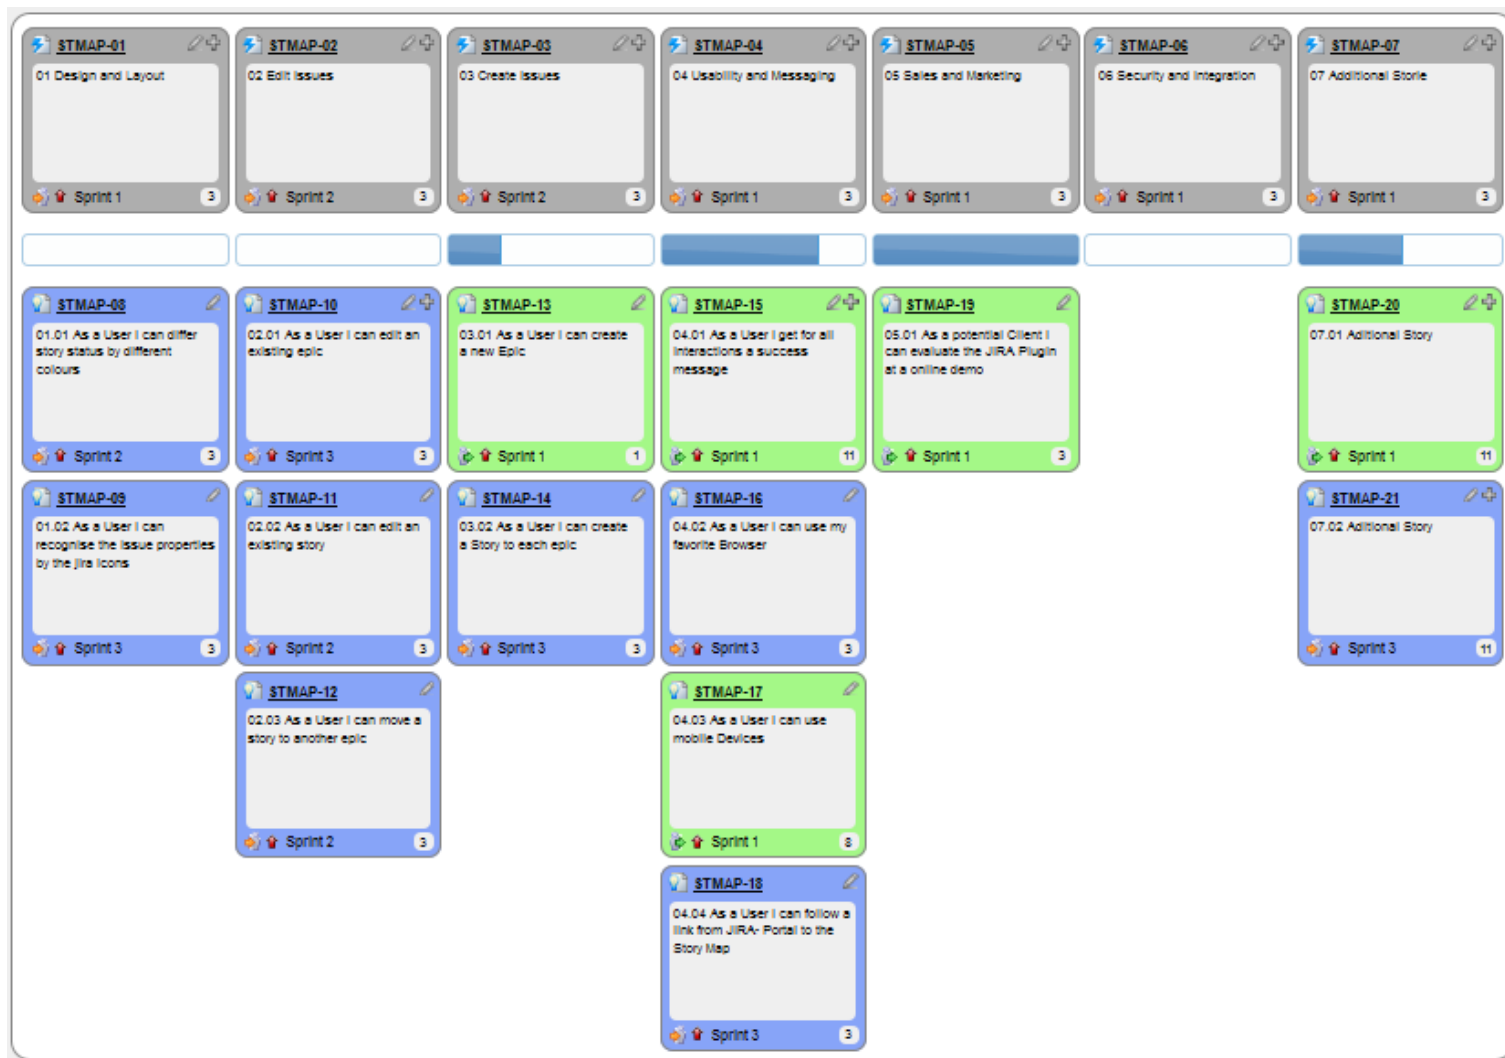 STMAP-01
01 Design and Layout
Sprint 1
3
STMAP-02
02 Edit Issues
Sprint 2
3
STMAP-03
03 Create Issues
Sprint 2
3
STMAP-04
04 Usability and Messaging
Sprint 1
3
STMAP-05
05 Sales and Marketing
Sprint 1
3
STMAP-06
06 Security and Integration
Sprint 1
3
STMAP-07
07 Additional Storie
Sprint 1
3
STMAP-08
01.01 As a User I can differ
story status by different
colours
Sprint 2
3
STMAP-10
02.01 As a User I can edit an
existing epic
Sprint 3
3
STMAP-13
03.01 As a User I can create
a new Epic
Sprint 1
1
STMAP-15
04.01 As a User I get for all
Interactions a success
message
Sprint 1
11
STMAP-19
05.01 As a potential Client I
can evaluate the JIRA Plugin
at a online demo
Sprint 1
3
STMAP-20
07.01 Aditional Story
Sprint 1
11
STMAP-09
01.02 As a User I can
recognise the issue properties
by the jira Icons
Sprint 3
3
STMAP-11
02.02 As a User I can edit an
existing story
Sprint 2
3
STMAP-14
03.02 As a User I can create
a Story to each epic
Sprint 3
3
STMAP-16
04.02 As a User I can use my
favorite Browser
Sprint 3
3
STMAP-21
07.02 Aditional Story
Sprint 3
11
STMAP-12
02.03 As a User I can move a
story to another epic
Sprint 2
3
STMAP-17
04.03 As a User I can use
mobile Devices
Sprint 1
8
STMAP-18
04.04 As a User I can follow a
link from JIRA- Portal to the
Story Map
Sprint 3
3